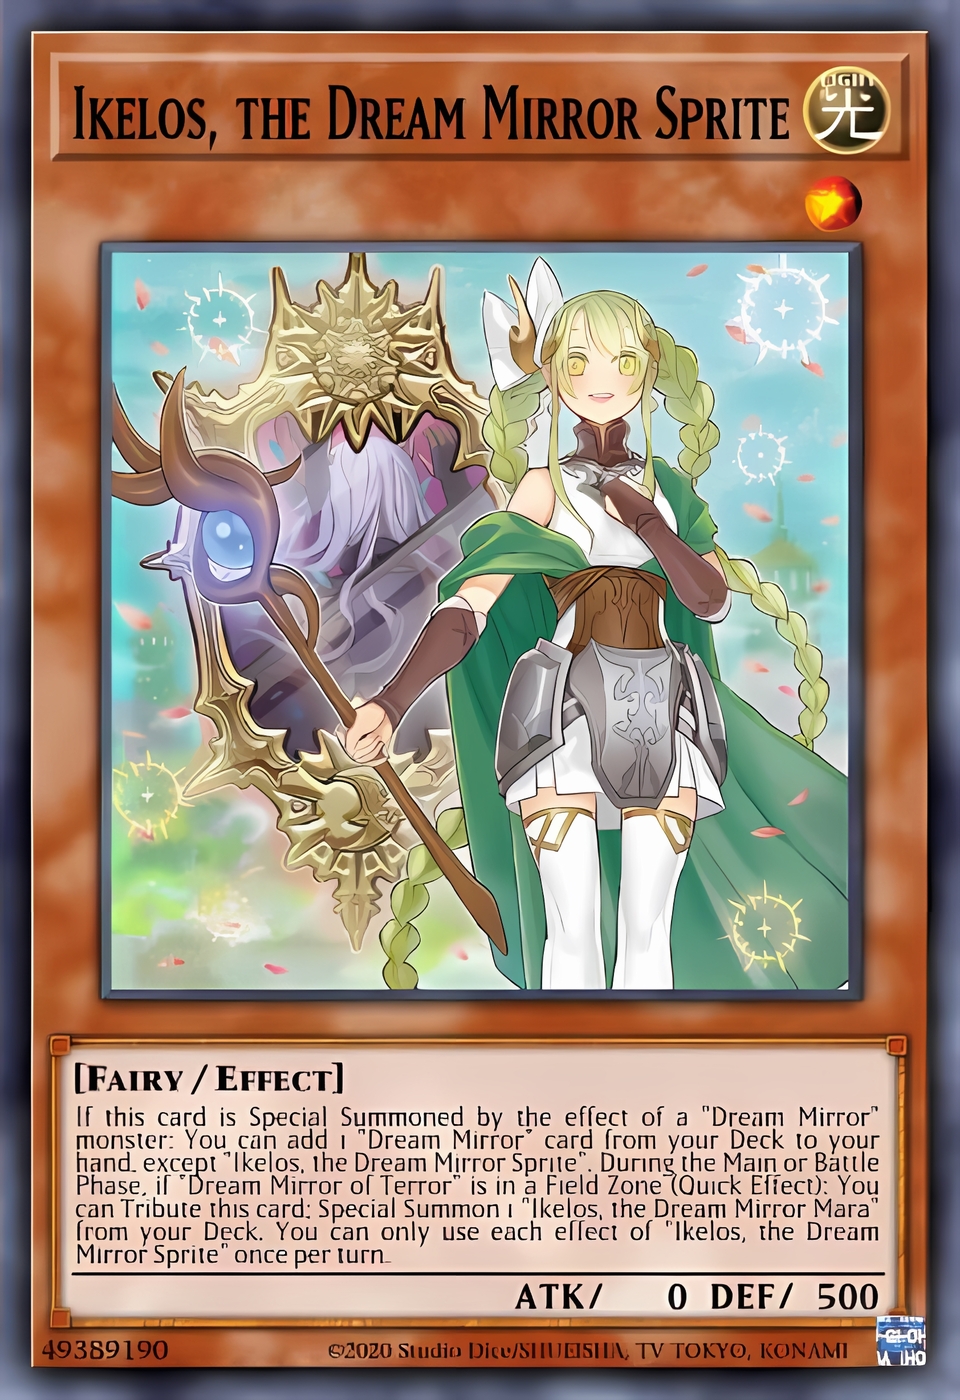 Ikelos, the Dream Mirror Sprite
光
[Fairy / Effect]
If this card is Special Summoned by the effect of a "Dream Mirror"
monster: You can add 1 "Dream Mirror" card from your Deck to your
hand, except "Ikelos, the Dream Mirror Sprite". During the Main or Battle
Phase, if "Dream Mirror of Terror" is in a Field Zone (Quick Effect): You
can Tribute this card; Special Summon 1 "Ikelos, the Dream Mirror Mara"
from your Deck. You can only use each effect of "Ikelos, the Dream
Mirror Sprite" once per turn.
ATK/ 0 DEF/ 500
49389190 ©2020 Studio Dice/SHUEISHA, TV TOKYO, KONAMI